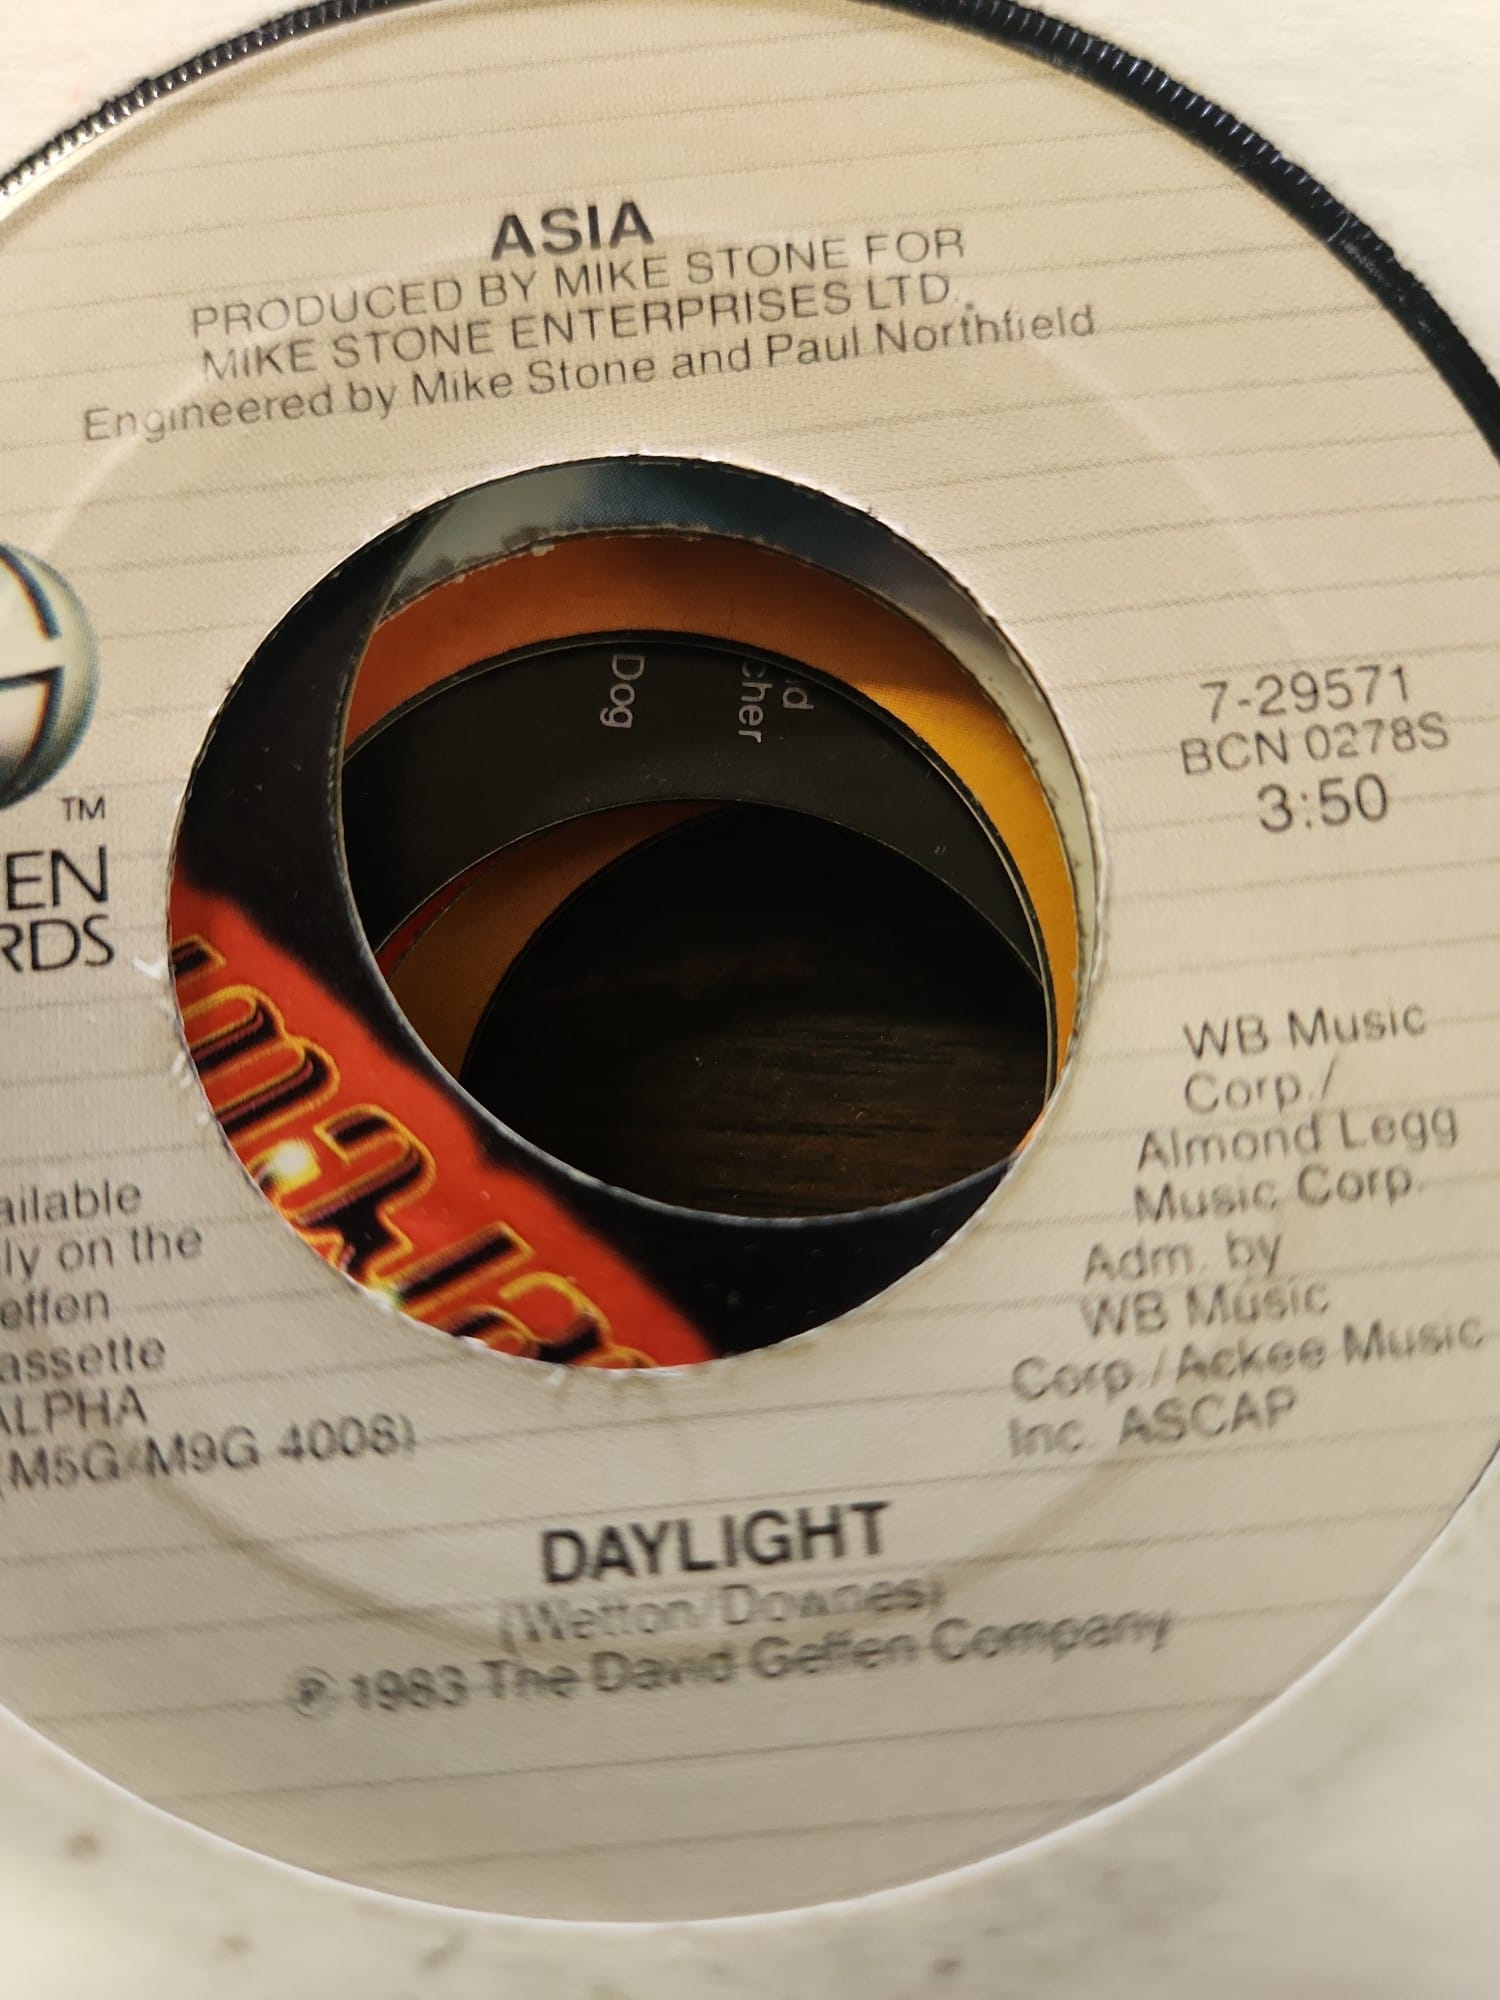 ASIA
PRODUCED BY MIKE STONE FOR
MIKE STONE ENTERPRISES LTD.
Engineered by Mike Stone and Paul Northfield
Dog
cher
id
7-29571
BCN 0278S
3:50
TM
EN
RDS
WB Music
Corp./
Almond Legg
Music Corp.
Adm. by
WB Music
Corp./Ackee Music
Inc. ASCAP
ailable
ly on the
effen
assette
ALPHA
(M5G/M9G 4008)
DAYLIGHT
(Wetton/Downes)
℗ 1983 The David Geffen Company